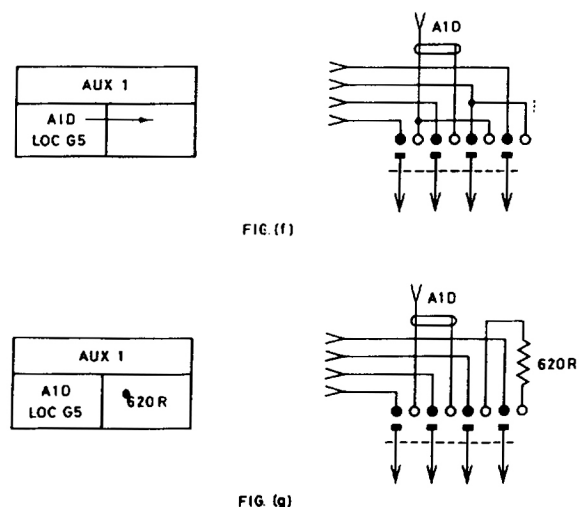 AUX 1
A1D
LOC G5
A1D
FIG. (f)
AUX 1
A1D
LOC G5
620R
A1D
620R
FIG. (g)